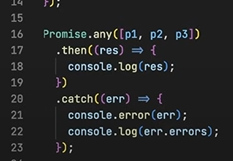 14 });
15
16 Promise.any([p1, p2, p3])
17 .then((res) => {
18 console.log(res);
19 })
20 .catch((err) => {
21 console.error(err);
22 console.log(err.errors);
23 });